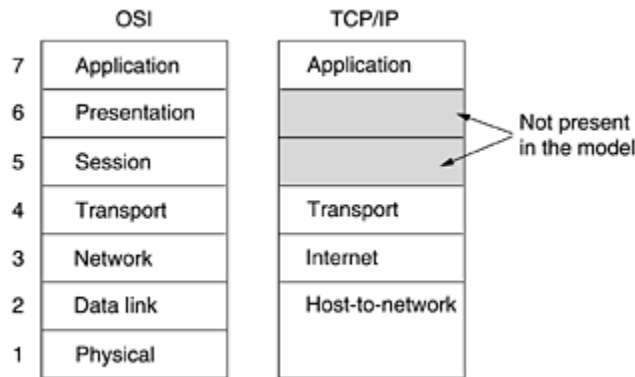 OSI TCP/IP
7 Application Application
6 Presentation
Not present
in the model
5 Session
4 Transport Transport
3 Network Internet
2 Data link Host-to-network
1 Physical